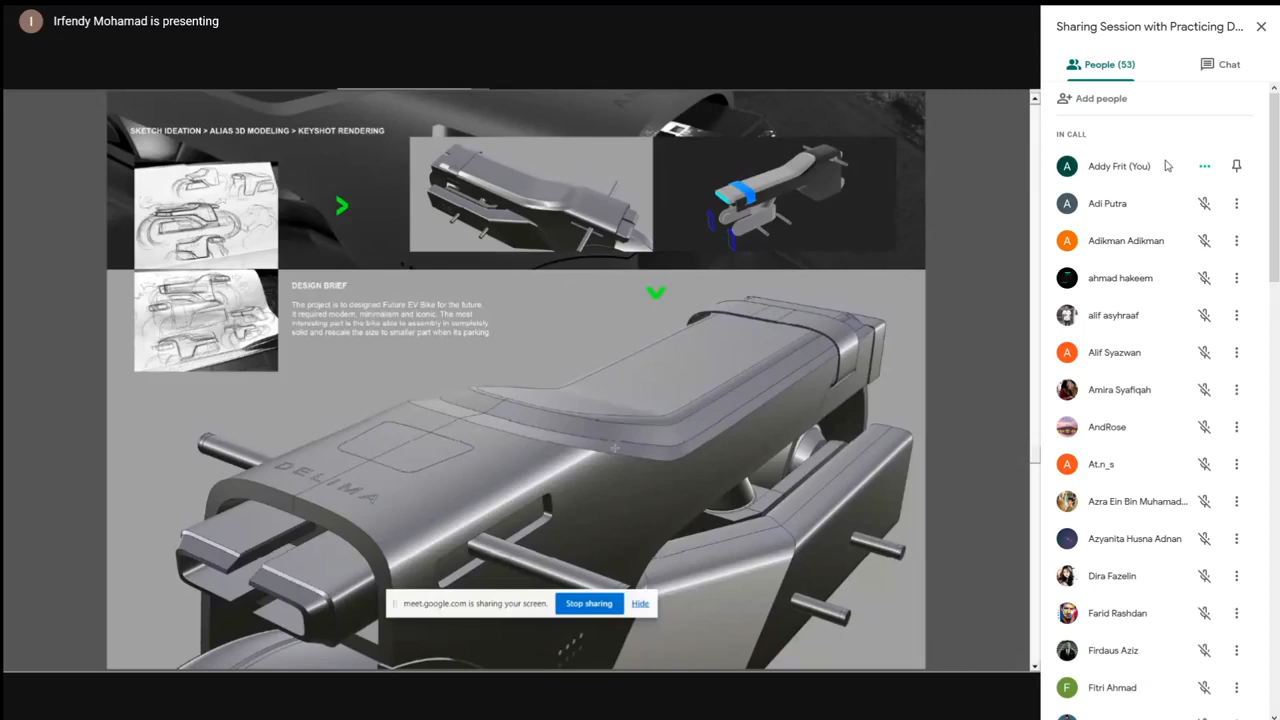 I
Irfendy Mohamad is presenting
Sharing Session with Practicing D...
People (53)
Chat
Add people
IN CALL
A
Addy Frit (You)
A
Adi Putra
A
Adikman Adikman
ahmad hakeem
alif asyhraaf
A
Alif Syazwan
Amira Syafiqah
AndRose
A
At.n_s
Azra Ein Bin Muhamad...
Azyanita Husna Adnan
Dira Fazelin
Farid Rashdan
Firdaus Aziz
F
Fitri Ahmad
SKETCH IDEATION > ALIAS 3D MODELING > KEYSHOT RENDERING
DESIGN BRIEF
The project is to designed Future EV Bike for the future.
it required modern, minimalism and iconic. The most
interesting part is the bike able to assembly in completely
solid and rescale the size to smaller part when its parking
DELIMA
meet.google.com is sharing your screen.
Stop sharing
Hide